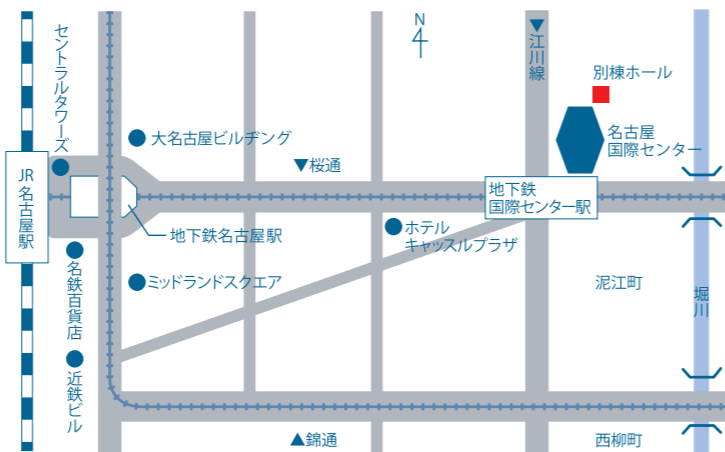 セントラルタワーズ
N
▼江川線
別棟ホール
大名古屋ビルヂング
名古屋
国際センター
▼桜通
JR
名古屋駅
地下鉄
国際センター駅
地下鉄名古屋駅
ホテル
キャッスルプラザ
名鉄百貨店
ミッドランドスクエア
泥江町
堀川
近鉄ビル
▲錦通
西柳町